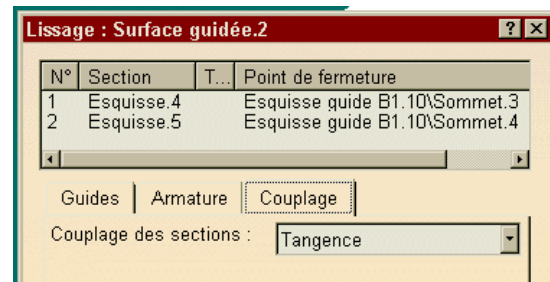 Lissage : Surface guidée.2
N° Section T... Point de fermeture
1 Esquisse.4 Esquisse guide B1.10\Sommet.3
2 Esquisse.5 Esquisse guide B1.10\Sommet.4
Guides Armature Couplage
Couplage des sections : Tangence